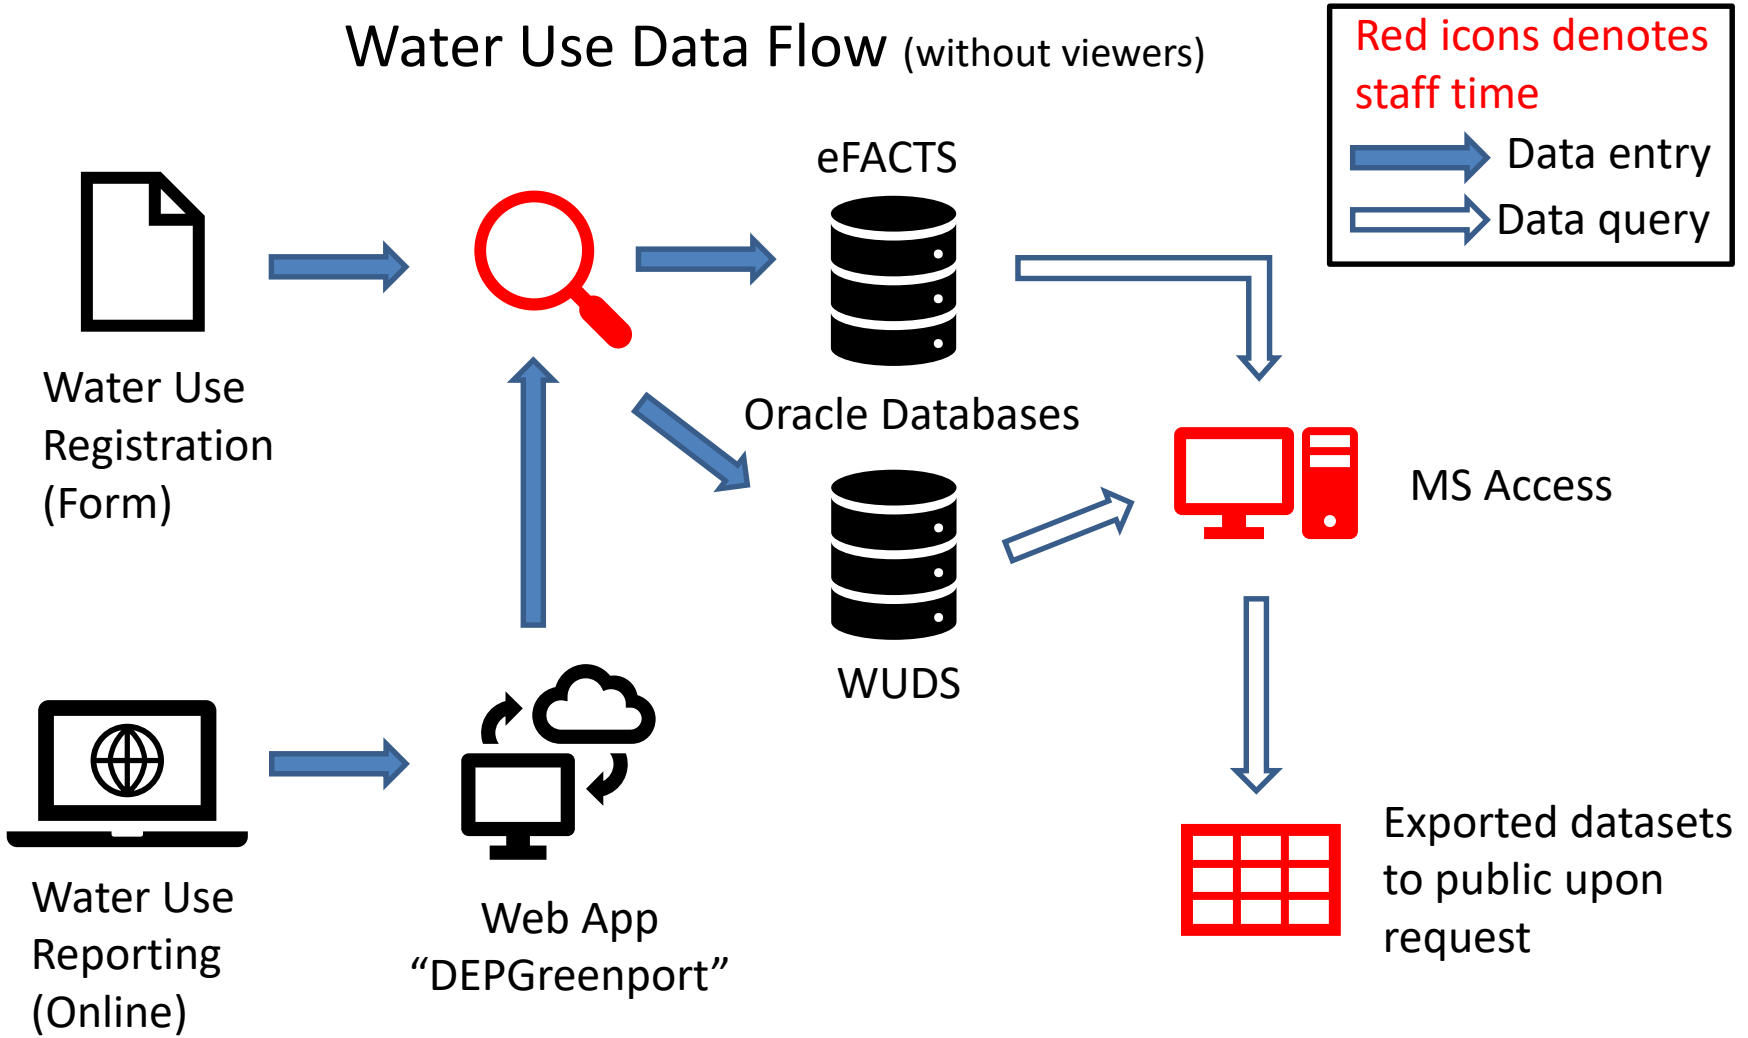 Water Use Data Flow (without viewers)
Red icons denotes
staff time
Data entry
Data query
eFACTS
Water Use
Registration
(Form)
Oracle Databases
MS Access
WUDS
Water Use
Reporting
(Online)
Web App
“DEPGreenport”
Exported datasets
to public upon
request